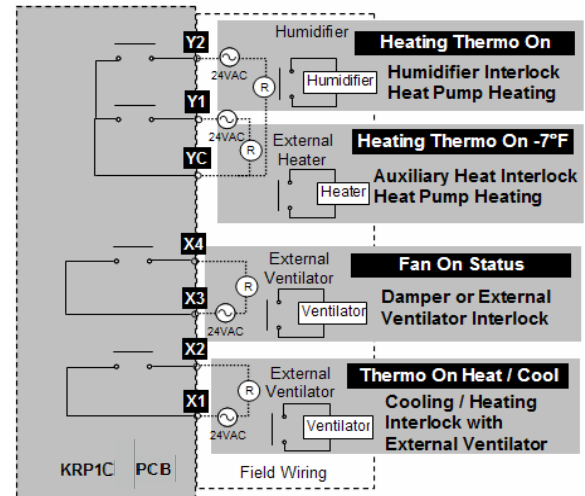 Y2
Humidifier
Heating Thermo On
24VAC
R
Humidifier
Humidifier Interlock
Heat Pump Heating
Y1
24VAC
R
External
Heater
Heating Thermo On -7°F
YC
Heater
Auxiliary Heat Interlock
Heat Pump Heating
X4
External
Ventilator
Fan On Status
R
X3
24VAC
Ventilator
Damper or External
Ventilator Interlock
X2
External
Ventilator
Thermo On Heat / Cool
R
X1
24VAC
Ventilator
Cooling / Heating
Interlock with
External Ventilator
KRP1C PCB
Field Wiring